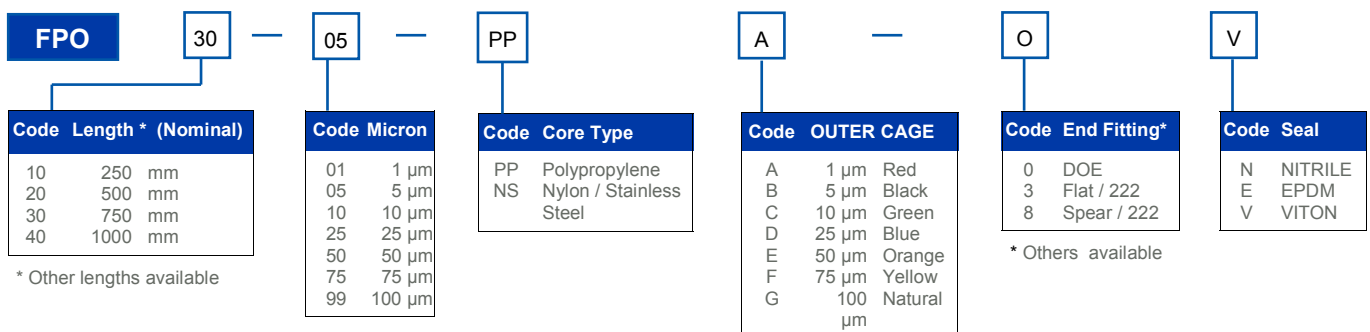 FPO 30 — 05 — PP A — O V
Code Length * (Nominal)
10 250 mm
20 500 mm
30 750 mm
40 1000 mm
* Other lengths available
Code Micron
01 1 µm
05 5 µm
10 10 µm
25 25 µm
50 50 µm
75 75 µm
99 100 µm
Code Core Type
PP Polypropylene
NS Nylon / Stainless
Steel
Code OUTER CAGE
A 1 µm Red
B 5 µm Black
C 10 µm Green
D 25 µm Blue
E 50 µm Orange
F 75 µm Yellow
G 100 Natural
µm
Code End Fitting*
0 DOE
3 Flat / 222
8 Spear / 222
* Others available
Code Seal
N NITRILE
E EPDM
V VITON